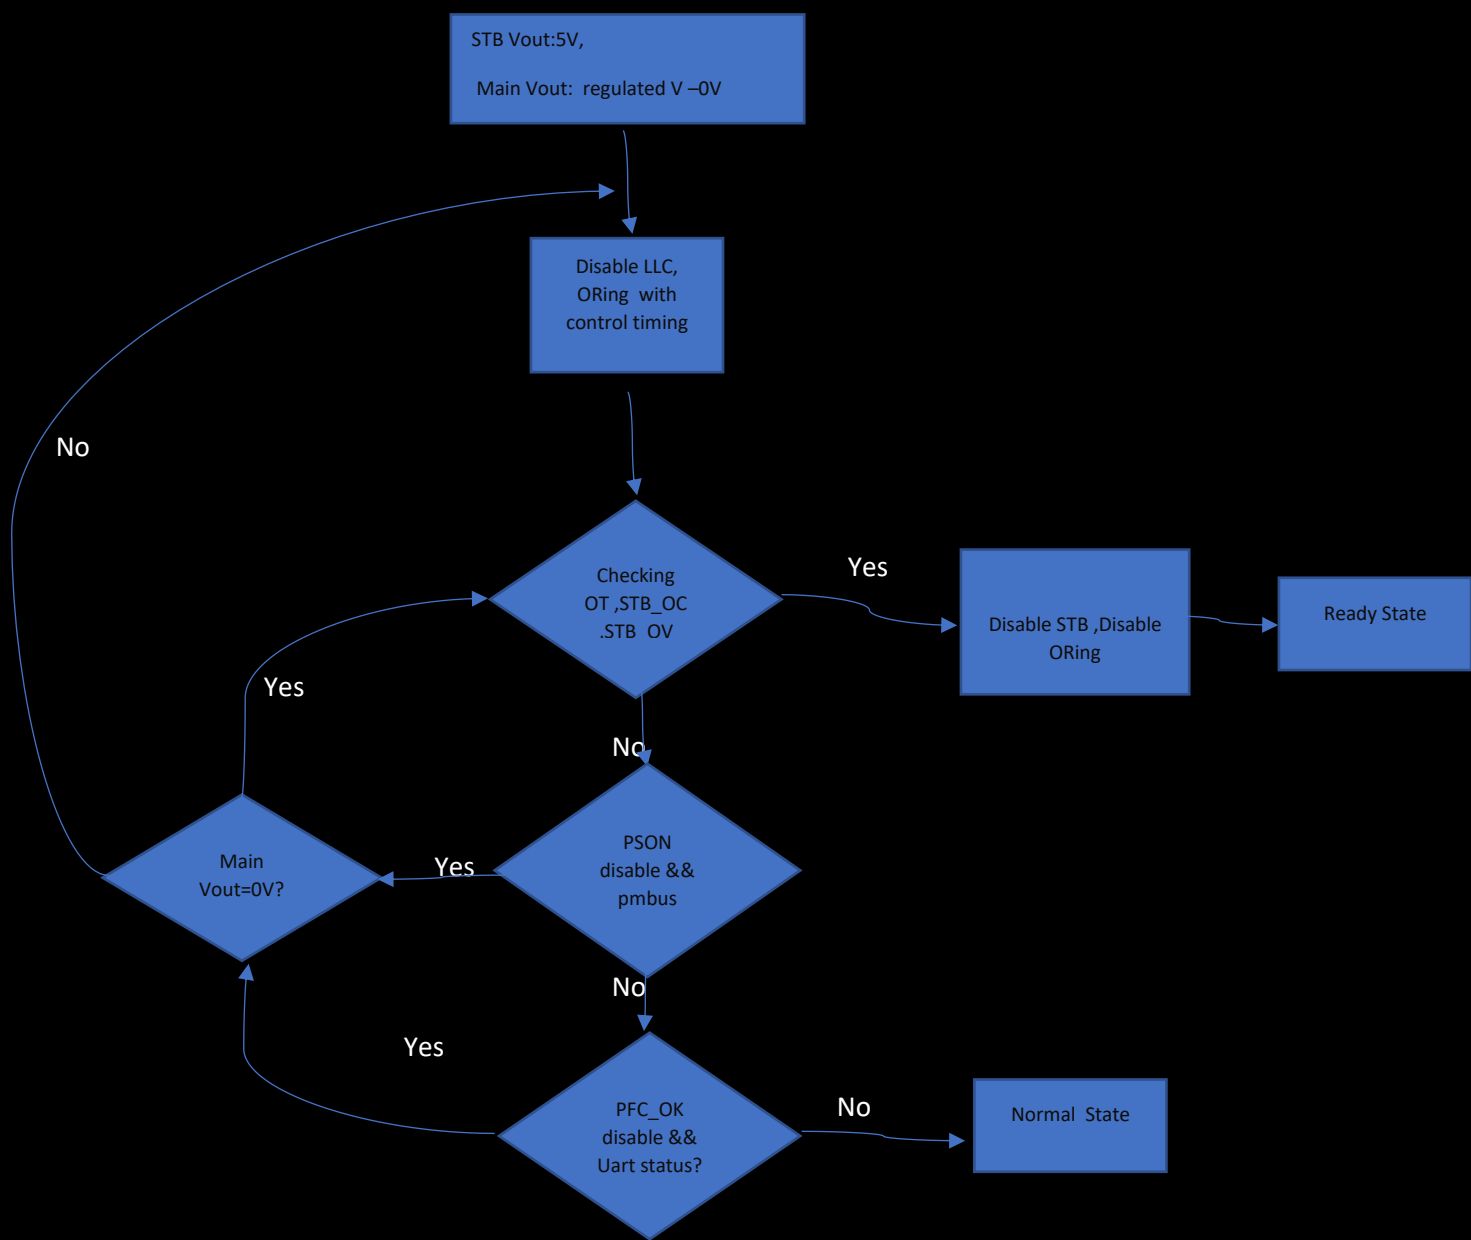 STB Vout:5V,
Main Vout:  regulated V –0V
Disable LLC,
ORing  with
control timing
No
Checking
OT ,STB_OC
.STB  OV
Yes
Disable STB ,Disable
ORing
Ready State
Yes
No
PSON
disable &&
pmbus
Yes
Main
Vout=0V?
No
Yes
PFC_OK
disable &&
Uart status?
No
Normal  State